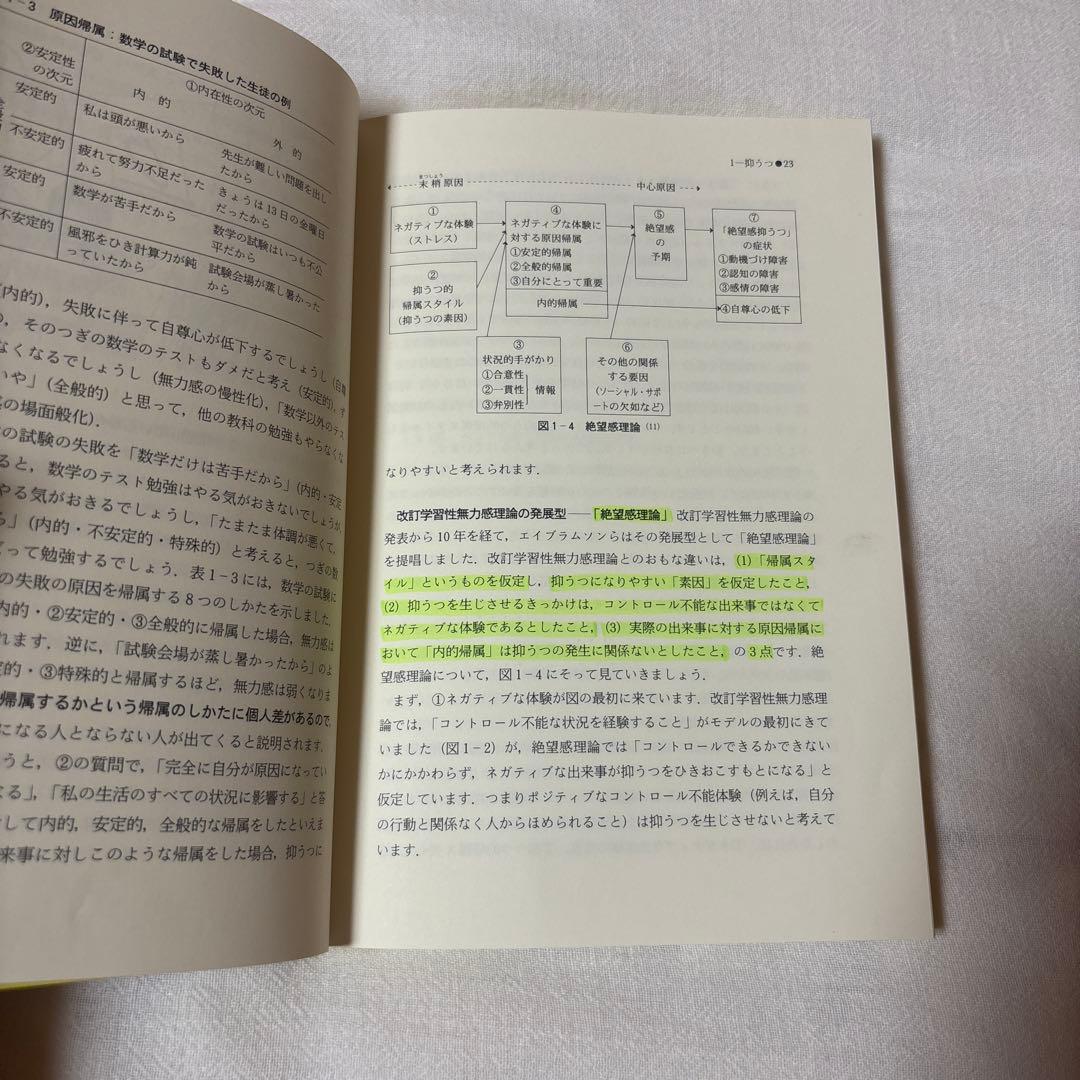 1-3 原因帰属：数学の試験で失敗した生徒の例
②安定性の次元
①内在性の次元
内 的
外 的
安定的
私は頭が悪いから
先生が難しい問題を出したから
不安定的
疲れて努力不足だったから
きょうは13日の金曜日だったから
安定的
数学が苦手だから
数学の試験はいつも不公平だから
不安定的
風邪をひき計算力が鈍っていたから
試験会場が蒸し暑かったから
内的)，失敗に伴って自尊心が低下するでしょうし（自尊
，そのつぎの数学のテストもダメだと考え（安定的)，ず
なくなるでしょうし（無力感の慢性化)，「数学以外のテス
いや」（全般的）と思って，他の教科の勉強もやらなくな
の場面般化)．
の試験の失敗を「数学だけは苦手だから」（内的・安定
ると，数学のテスト勉強はやる気がおきないでしょうが，
やる気がおきるでしょうし，「たまたま体調が悪くて，
ら」（内的・不安定的・特殊的）と考えると，つぎの数
って勉強するでしょう．表1-3には，数学の試験に
の失敗の原因を帰属する8つのしかたを示しました．
内的・②安定的・③全般的に帰属した場合，無力感は
れます．逆に，「試験会場が蒸し暑かったから」のよ
定的・③特殊的と帰属するほど，無力感は弱くなりま
帰属するかという帰属のしかたに個人差があるので，
になる人とならない人が出てくると説明されます．
うと，②の質問で，「完全に自分が原因になってい
なる」，「私の生活のすべての状況に影響する」と答
して内的，安定的，全般的な帰属をしたといえま
来事に対しこのような帰属をした場合，抑うつに
1―抑うつ●23
まっしょう
末梢原因
中心原因
①
ネガティブな体験
（ストレス）
②
抑うつ的
帰属スタイル
（抑うつの素因）
④
ネガティブな体験に
対する原因帰属
①安定的帰属
②全般的帰属
③自分にとって重要
内的帰属
⑤
絶望感
の
予期
⑦
「絶望感抑うつ」
の症状
①動機づけ障害
②認知の障害
③感情の障害
④自尊心の低下
③
状況的手がかり
①合意性
②一貫性
③弁別性
情報
⑥
その他の関係
する要因
（ソーシャル・サポ
ートの欠如など）
図1-4 絶望感理論 (11)
なりやすいと考えられます．
改訂学習性無力感理論の発展型――「絶望感理論」 改訂学習性無力感理論の
発表から10年を経て，エイブラムソンらはその発展型として「絶望感理論」
を提唱しました．改訂学習性無力感理論とのおもな違いは，(1)「帰属スタ
イル」というものを仮定し，抑うつになりやすい「素因」を仮定したこと，
(2) 抑うつを生じさせるきっかけは，コントロール不能な出来事ではなくて
ネガティブな体験であるとしたこと，(3) 実際の出来事に対する原因帰属に
おいて「内的帰属」は抑うつの発生に関係ないとしたこと，の3点です．絶
望感理論について，図1-4にそって見ていきましょう．
まず，①ネガティブな体験が図の最初に来ています．改訂学習性無力感理
論では，「コントロール不能な状況を経験すること」がモデルの最初にきて
いました（図1-2）が，絶望感理論では「コントロールできるかできない
かにかかわらず，ネガティブな出来事が抑うつをひきおこすもとになる」と
仮定しています．つまりポジティブなコントロール不能体験（例えば，自分
の行動と関係なく人からほめられること）は抑うつを生じさせないと考えて
います．